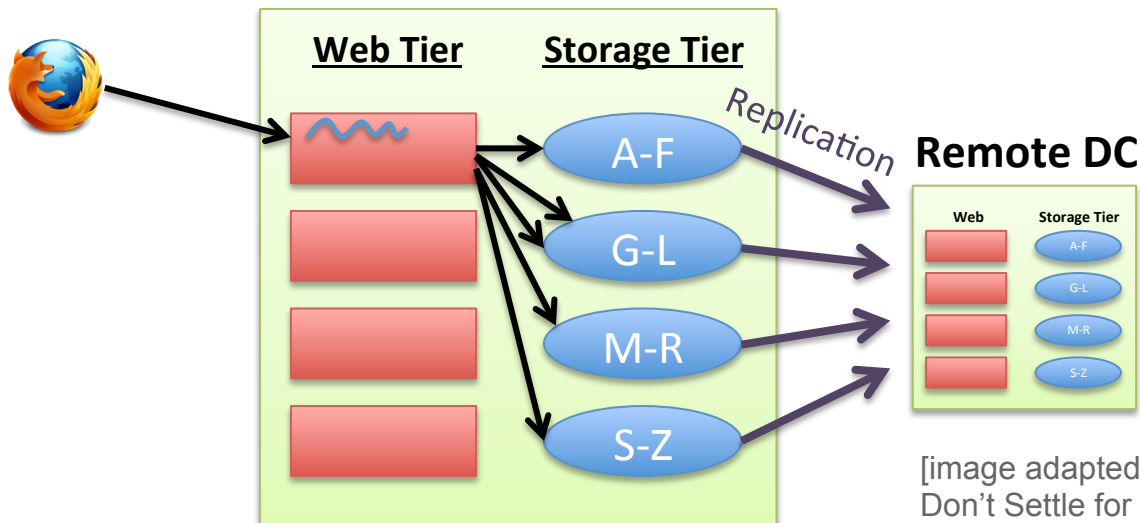 Web Tier
Storage Tier
A-F
G-L
M-R
S-Z
Replication
Remote DC
Web
Storage Tier
A-F
G-L
M-R
S-Z
[image adapted
Don’t Settle for